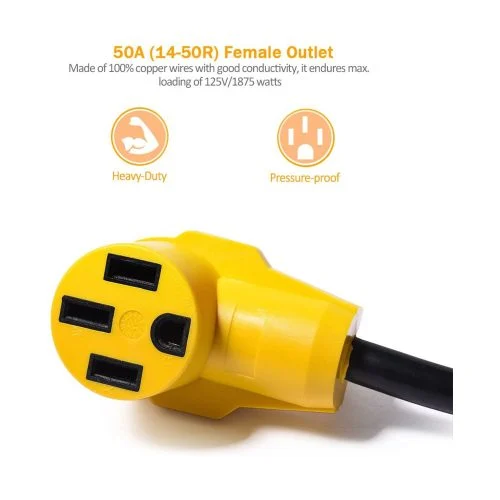 50A (14-50R) Female Outlet
Made of 100% copper wires with good conductivity, it endures max.
loading of 125V/1875 watts
Heavy-Duty
Pressure-proof